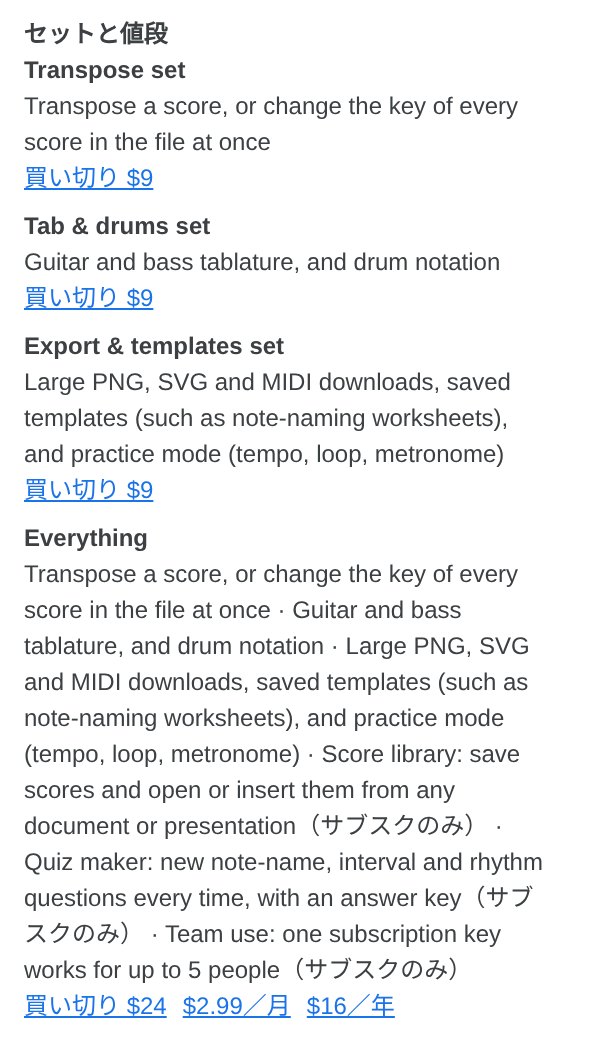 セットと値段
Transpose set
Transpose a score, or change the key of every
score in the file at once
買い切り $9
Tab & drums set
Guitar and bass tablature, and drum notation
買い切り $9
Export & templates set
Large PNG, SVG and MIDI downloads, saved
templates (such as note-naming worksheets),
and practice mode (tempo, loop, metronome)
買い切り $9
Everything
Transpose a score, or change the key of every
score in the file at once · Guitar and bass
tablature, and drum notation · Large PNG, SVG
and MIDI downloads, saved templates (such as
note-naming worksheets), and practice mode
(tempo, loop, metronome) · Score library: save
scores and open or insert them from any
document or presentation（サブスクのみ） ·
Quiz maker: new note-name, interval and rhythm
questions every time, with an answer key（サブ
スクのみ） · Team use: one subscription key
works for up to 5 people（サブスクのみ）
買い切り $24 $2.99／月 $16／年